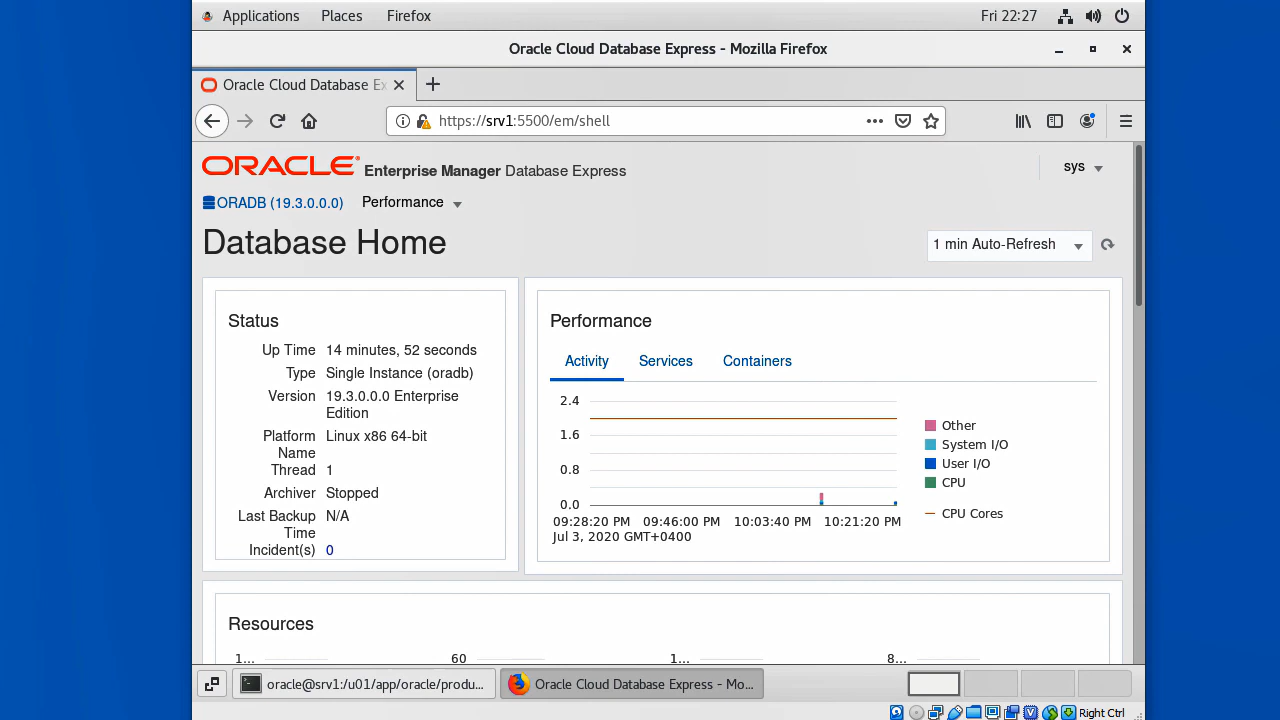 Applications Places Firefox Fri 22:27
Oracle Cloud Database Express - Mozilla Firefox
Oracle Cloud Database Ex
https://srv1:5500/em/shell
ORACLE Enterprise Manager Database Express sys
ORADB (19.3.0.0.0) Performance
Database Home 1 min Auto-Refresh
Status
Up Time 14 minutes, 52 seconds
Type Single Instance (oradb)
Version 19.3.0.0.0 Enterprise
Edition
Platform Linux x86 64-bit
Name
Thread 1
Archiver Stopped
Last Backup N/A
Time
Incident(s) 0
Performance
Activity Services Containers
2.4
1.6
0.8
0.0
09:28:20 PM 09:46:00 PM 10:03:40 PM 10:21:20 PM
Jul 3, 2020 GMT+0400
Other
System I/O
User I/O
CPU
CPU Cores
Resources
1... 60 1... 8...
oracle@srv1:/u01/app/oracle/produ... Oracle Cloud Database Express - Mo...
Right Ctrl